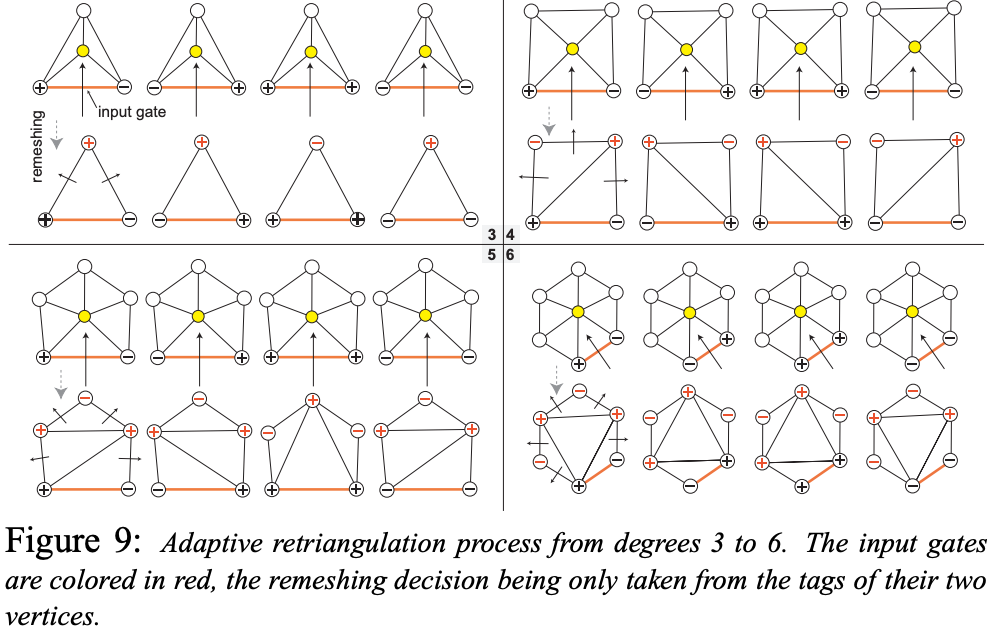 input gate
remeshing
3 4
5 6
Figure 9: Adaptive retriangulation process from degrees 3 to 6. The input gates
are colored in red, the remeshing decision being only taken from the tags of their two
vertices.